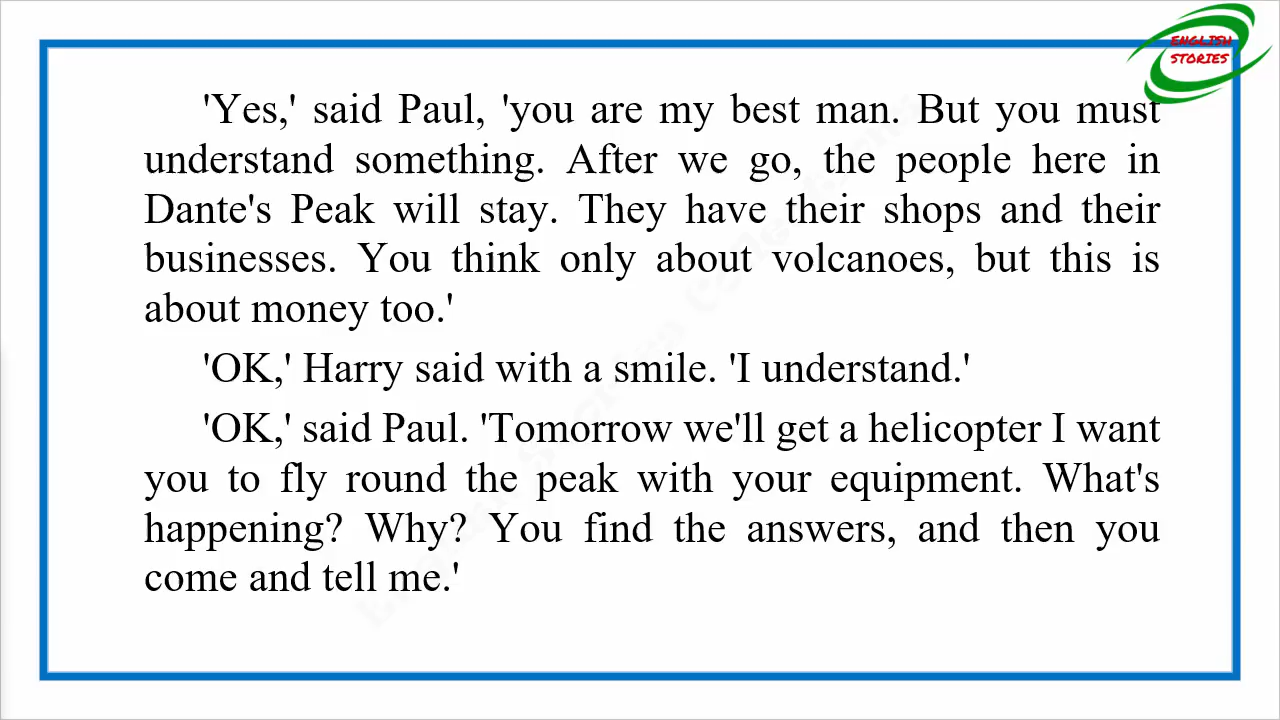 ENGLISH
STORIES
'Yes,' said Paul, 'you are my best man. But you must
understand something. After we go, the people here in
Dante's Peak will stay. They have their shops and their
businesses. You think only about volcanoes, but this is
about money too.'
'OK,' Harry said with a smile. 'I understand.'
'OK,' said Paul. 'Tomorrow we'll get a helicopter I want
you to fly round the peak with your equipment. What's
happening? Why? You find the answers, and then you
come and tell me.'